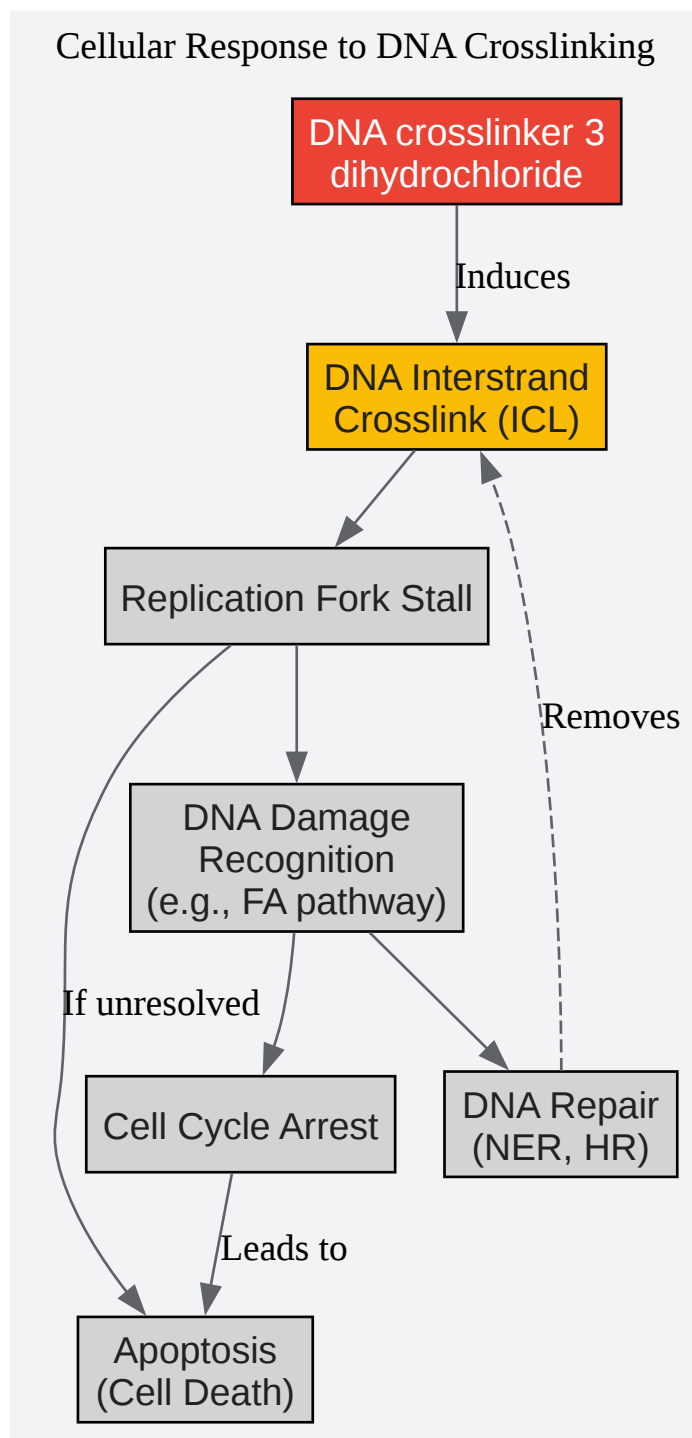 Cellular Response to DNA Crosslinking
DNA crosslinker 3
dihydrochloride
Induces
DNA Interstrand
Crosslink (ICL)
Replication Fork Stall
Removes
DNA Damage
Recognition
(e.g., FA pathway)
If unresolved
Cell Cycle Arrest
DNA Repair
(NER, HR)
Leads to
Apoptosis
(Cell Death)